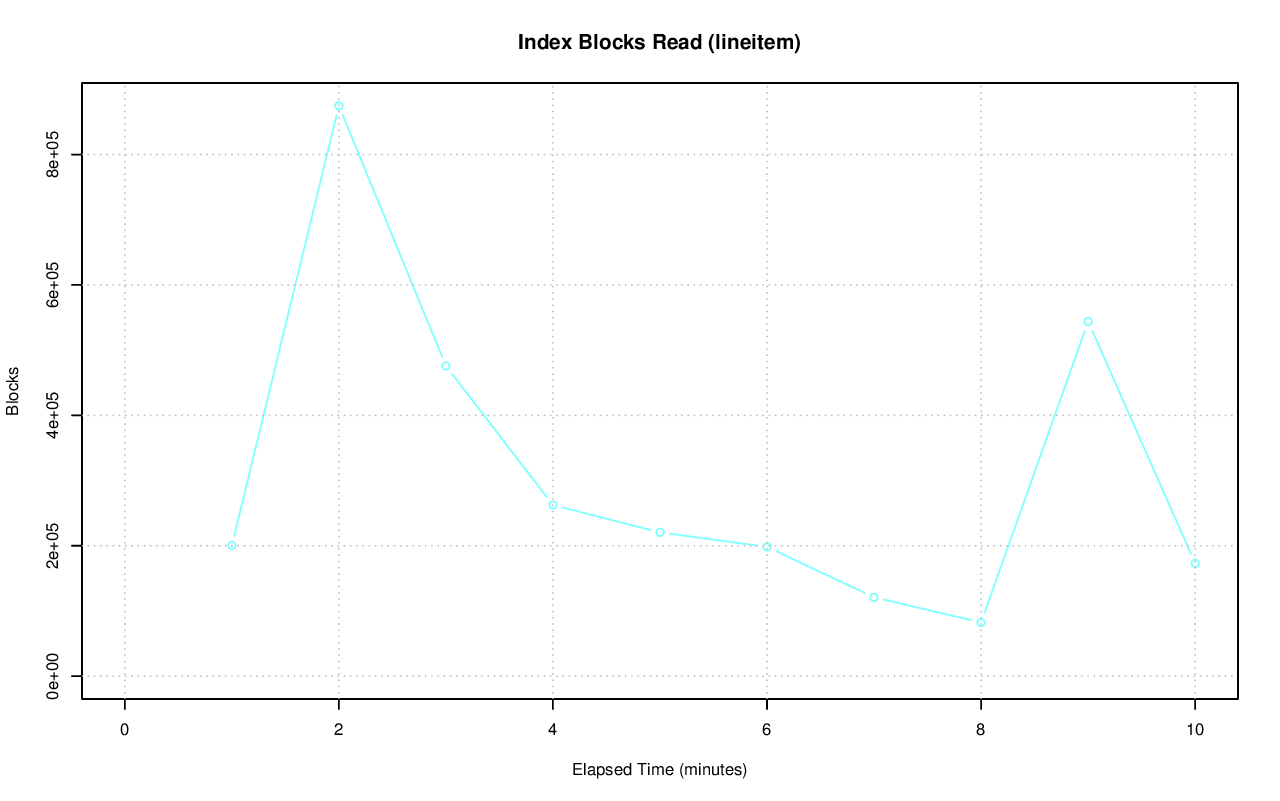 Index Blocks Read (lineitem)
Blocks
8e+05
6e+05
4e+05
2e+05
0e+00
0 2 4 6 8 10
Elapsed Time (minutes)